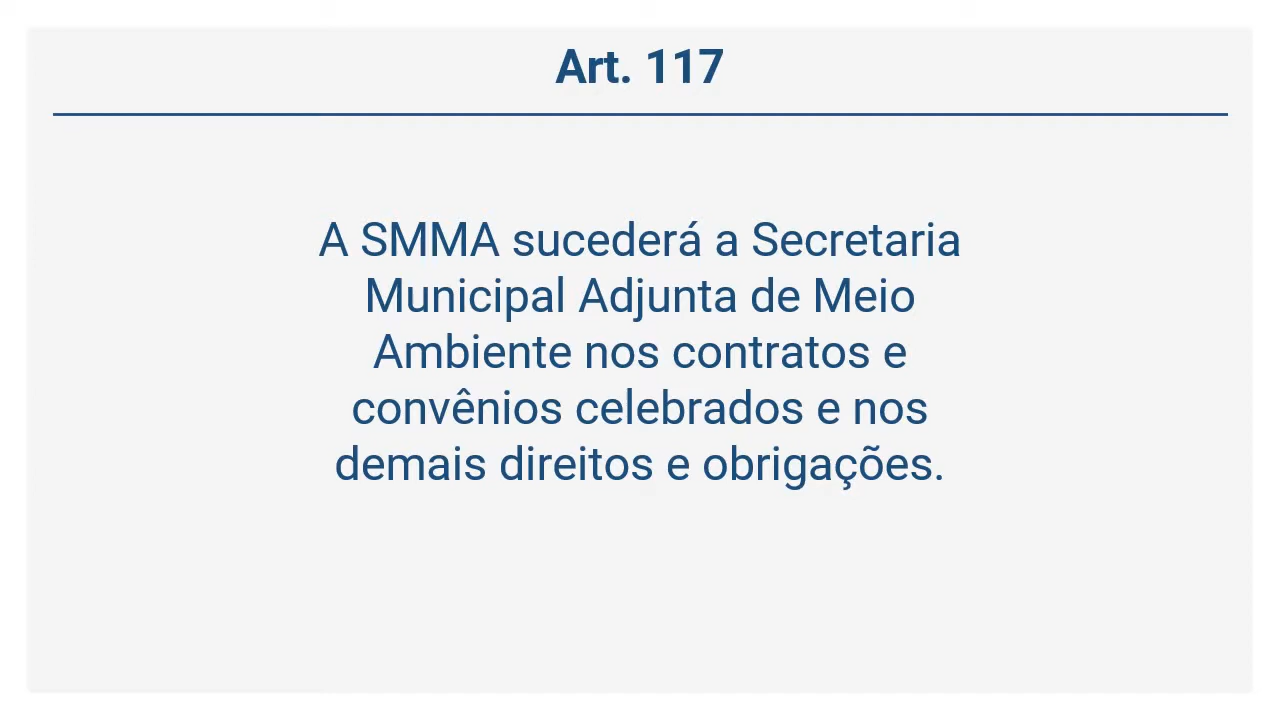 Art. 117
A SMMA sucederá a Secretaria
Municipal Adjunta de Meio
Ambiente nos contratos e
convênios celebrados e nos
demais direitos e obrigações.